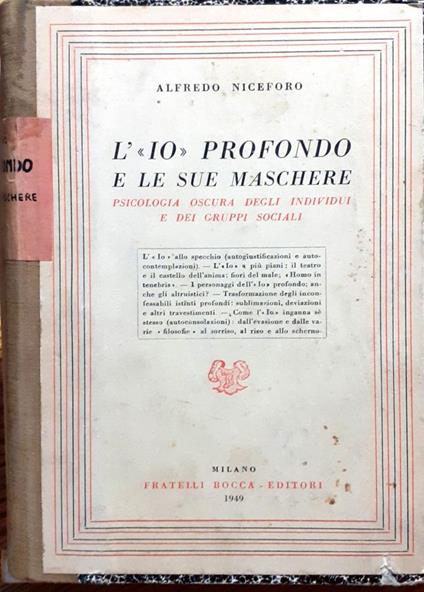 ALFREDO NICEFORO
L' «IO» PROFONDO
E LE SUE MASCHERE
PSICOLOGIA OSCURA DEGLI INDIVIDUI
E DEI GRUPPI SOCIALI
L' « Io » allo specchio (autogiustificazioni e auto-
contemplazioni). — L'« Io » a più piani; il teatro
e il castello dell'anima; fiori del male; «Homo in
tenebris». — I personaggi dell'« Io » profondo; an-
che gli altruistici? — Trasformazione degli incon-
fessabili istinti profondi: sublimazioni, deviazioni
e altri travestimenti. — Come l'« Io » inganna sè
stesso (autoconsolazioni): dall'evasione e dalle va-
rie « filosofie » al sorriso, al riso e allo scherno.
MILANO
FRATELLI BOCCA - EDITORI
1949
ONDO
SCHERE